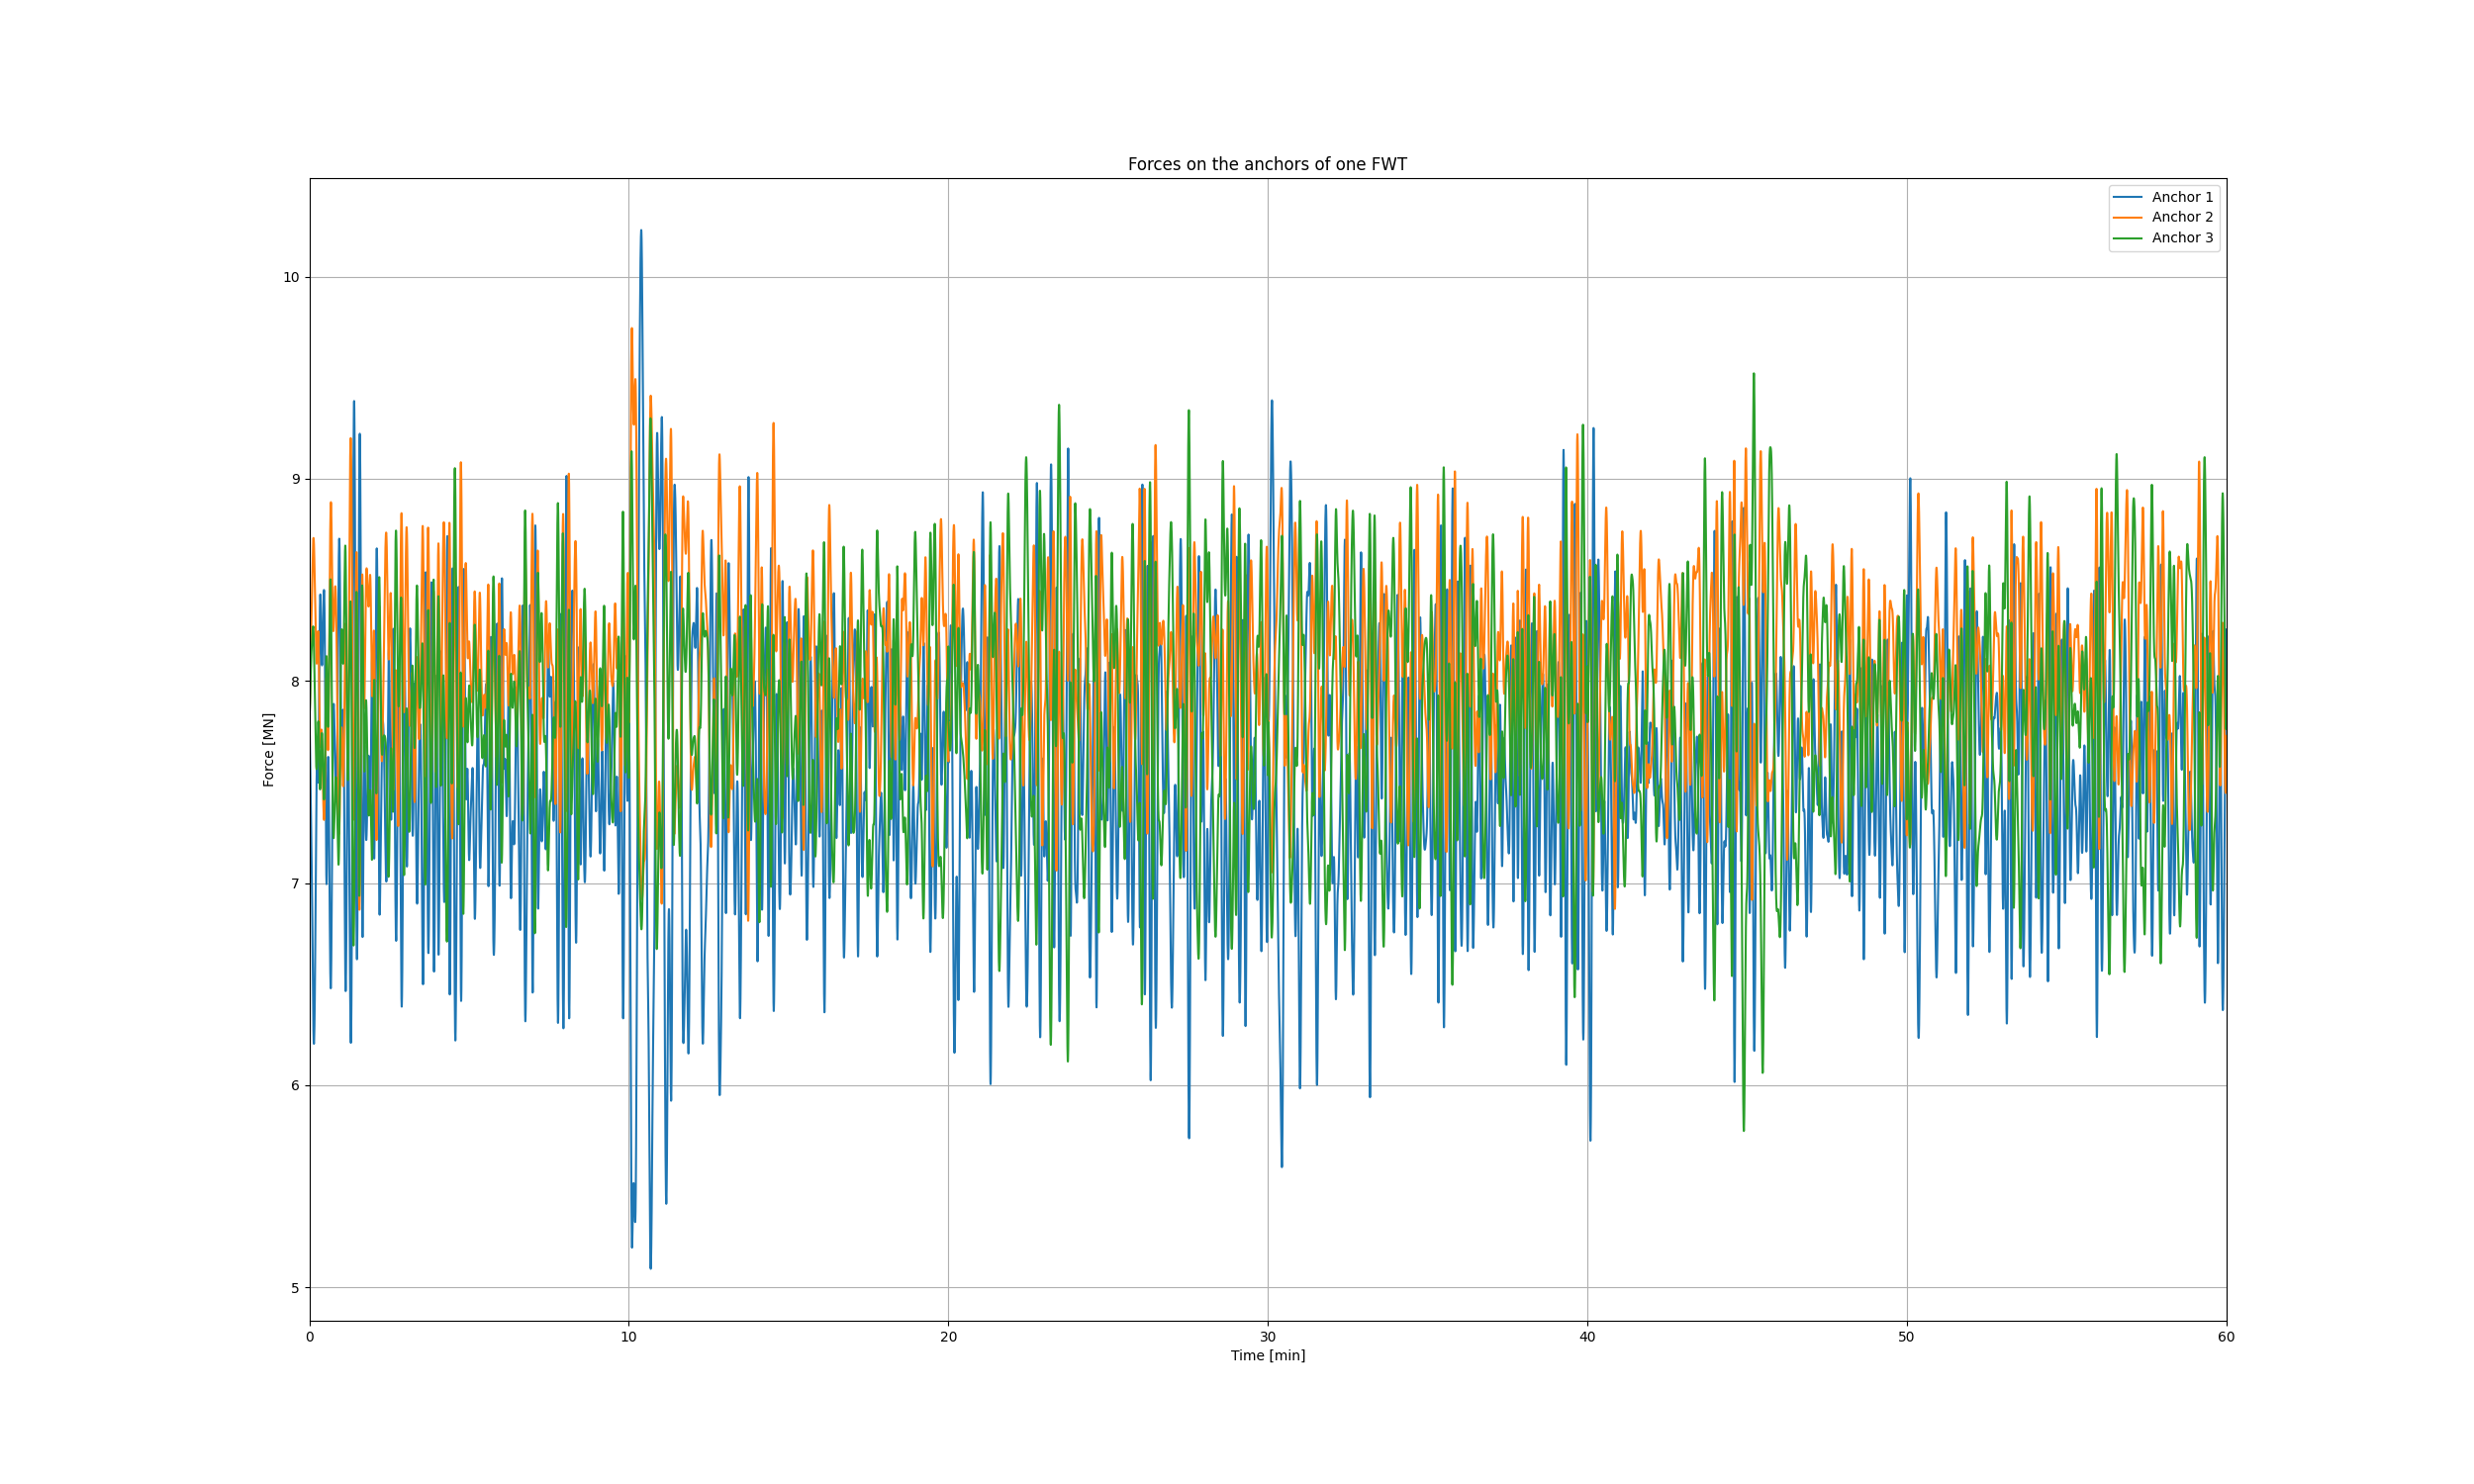 Forces on the anchors of one FWT
Anchor 1
Anchor 2
Anchor 3
10
9
8
7
6
5
Force [MN]
0 10 20 30 40 50 60
Time [min]